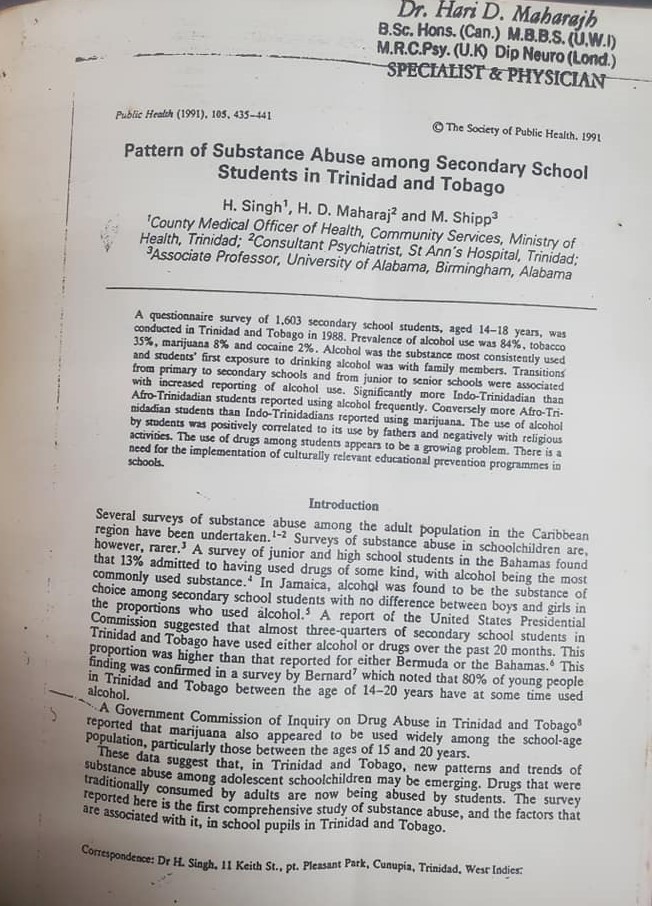 Dr. Hari D. Maharajh
B.Sc. Hons. (Can.) M.B.B.S. (U.W.I)
M.R.C.Psy. (U.K) Dip Neuro (Lond.)
SPECIALIST & PHYSICIAN
Public Health (1991), 105, 435-441
© The Society of Public Health, 1991
Pattern of Substance Abuse among Secondary School
Students in Trinidad and Tobago
H. Singh¹, H. D. Maharaj² and M. Shipp³
¹County Medical Officer of Health, Community Services, Ministry of
Health, Trinidad; ²Consultant Psychiatrist, St Ann's Hospital, Trinidad;
³Associate Professor, University of Alabama, Birmingham, Alabama
A questionnaire survey of 1,603 secondary school students, aged 14-18 years, was
conducted in Trinidad and Tobago in 1988. Prevalence of alcohol use was 84%, tobacco
35%, marijuana 8% and cocaine 2%. Alcohol was the substance most consistently used
and students' first exposure to drinking alcohol was with family members. Transitions
from primary to secondary schools and from junior to senior schools were associated
with increased reporting of alcohol use. Significantly more Indo-Trinidadian than
Afro-Trinidadian students reported using alcohol frequently. Conversely more Afro-Tri-
nidadian students than Indo-Trinidadians reported using marijuana. The use of alcohol
by students was positively correlated to its use by fathers and negatively with religious
activities. The use of drugs among students appears to be a growing problem. There is a
need for the implementation of culturally relevant educational prevention programmes in
schools.
Introduction
Several surveys of substance abuse among the adult population in the Caribbean
region have been undertaken.¹⁻² Surveys of substance abuse in schoolchildren are,
however, rarer.³ A survey of junior and high school students in the Bahamas found
that 13% admitted to having used drugs of some kind, with alcohol being the most
commonly used substance.⁴ In Jamaica, alcohol was found to be the substance of
choice among secondary school students with no difference between boys and girls in
the proportions who used alcohol.⁵ A report of the United States Presidential
Commission suggested that almost three-quarters of secondary school students in
Trinidad and Tobago have used either alcohol or drugs over the past 20 months. This
proportion was higher than that reported for either Bermuda or the Bahamas.⁶ This
finding was confirmed in a survey by Bernard⁷ which noted that 80% of young people
in Trinidad and Tobago between the age of 14-20 years have at some time used
alcohol.
A Government Commission of Inquiry on Drug Abuse in Trinidad and Tobago⁸
reported that marijuana also appeared to be used widely among the school-age
population, particularly those between the ages of 15 and 20 years.
These data suggest that, in Trinidad and Tobago, new patterns and trends of
substance abuse among adolescent schoolchildren may be emerging. Drugs that were
traditionally consumed by adults are now being abused by students. The survey
reported here is the first comprehensive study of substance abuse, and the factors that
are associated with it, in school pupils in Trinidad and Tobago.
Correspondence: Dr H. Singh, 11 Keith St., pt. Pleasant Park, Cunupia, Trinidad, West Indies.